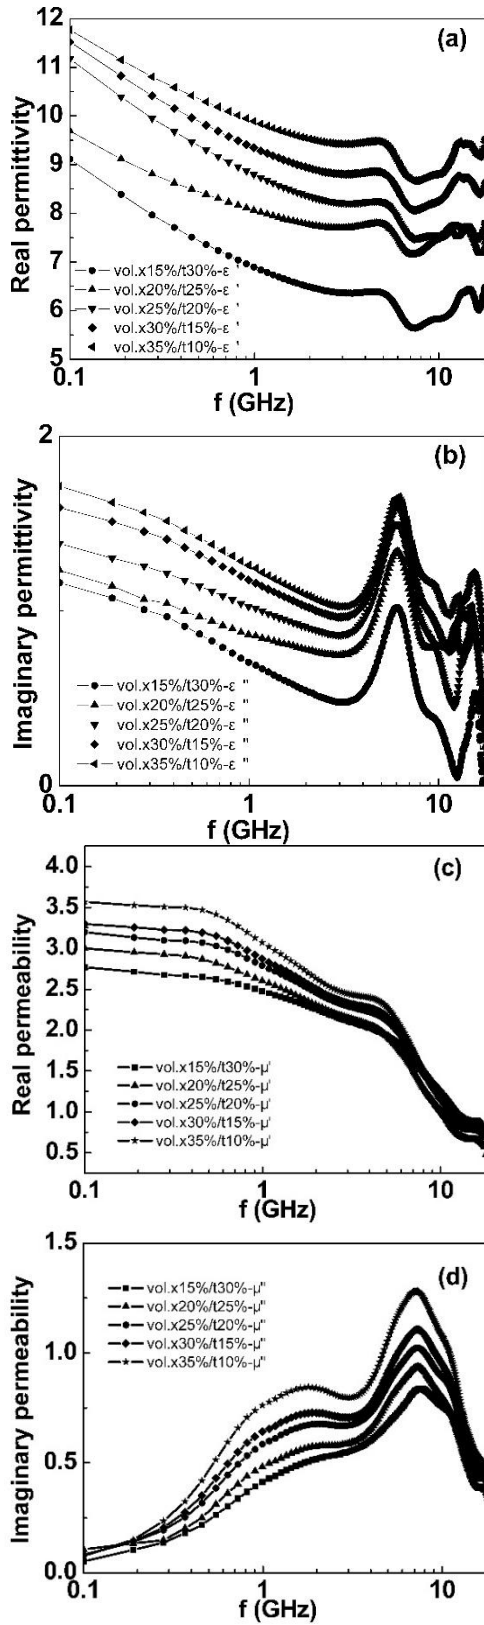 (a)
Real permittivity
12
11
10
9
8
7
6
5
vol.x15%/t30%-ε '
vol.x20%/t25%-ε '
vol.x25%/t20%-ε '
vol.x30%/t15%-ε '
vol.x35%/t10%-ε '
0.1 1 10
f (GHz)
(b)
Imaginary permittivity
2
1
0
vol.x15%/t30%-ε "
vol.x20%/t25%-ε "
vol.x25%/t20%-ε "
vol.x30%/t15%-ε "
vol.x35%/t10%-ε "
0.1 1 10
f (GHz)
(c)
Real permeability
4.0
3.5
3.0
2.5
2.0
1.5
1.0
0.5
vol.x15%/t30%-μ'
vol.x20%/t25%-μ'
vol.x25%/t20%-μ'
vol.x30%/t15%-μ'
vol.x35%/t10%-μ'
0.1 1 10
f (GHz)
(d)
Imaginary permeability
1.5
1.0
0.5
0.0
vol.x15%/t30%-μ"
vol.x20%/t25%-μ"
vol.x25%/t20%-μ"
vol.x30%/t15%-μ"
vol.x35%/t10%-μ"
0.1 1 10
f (GHz)